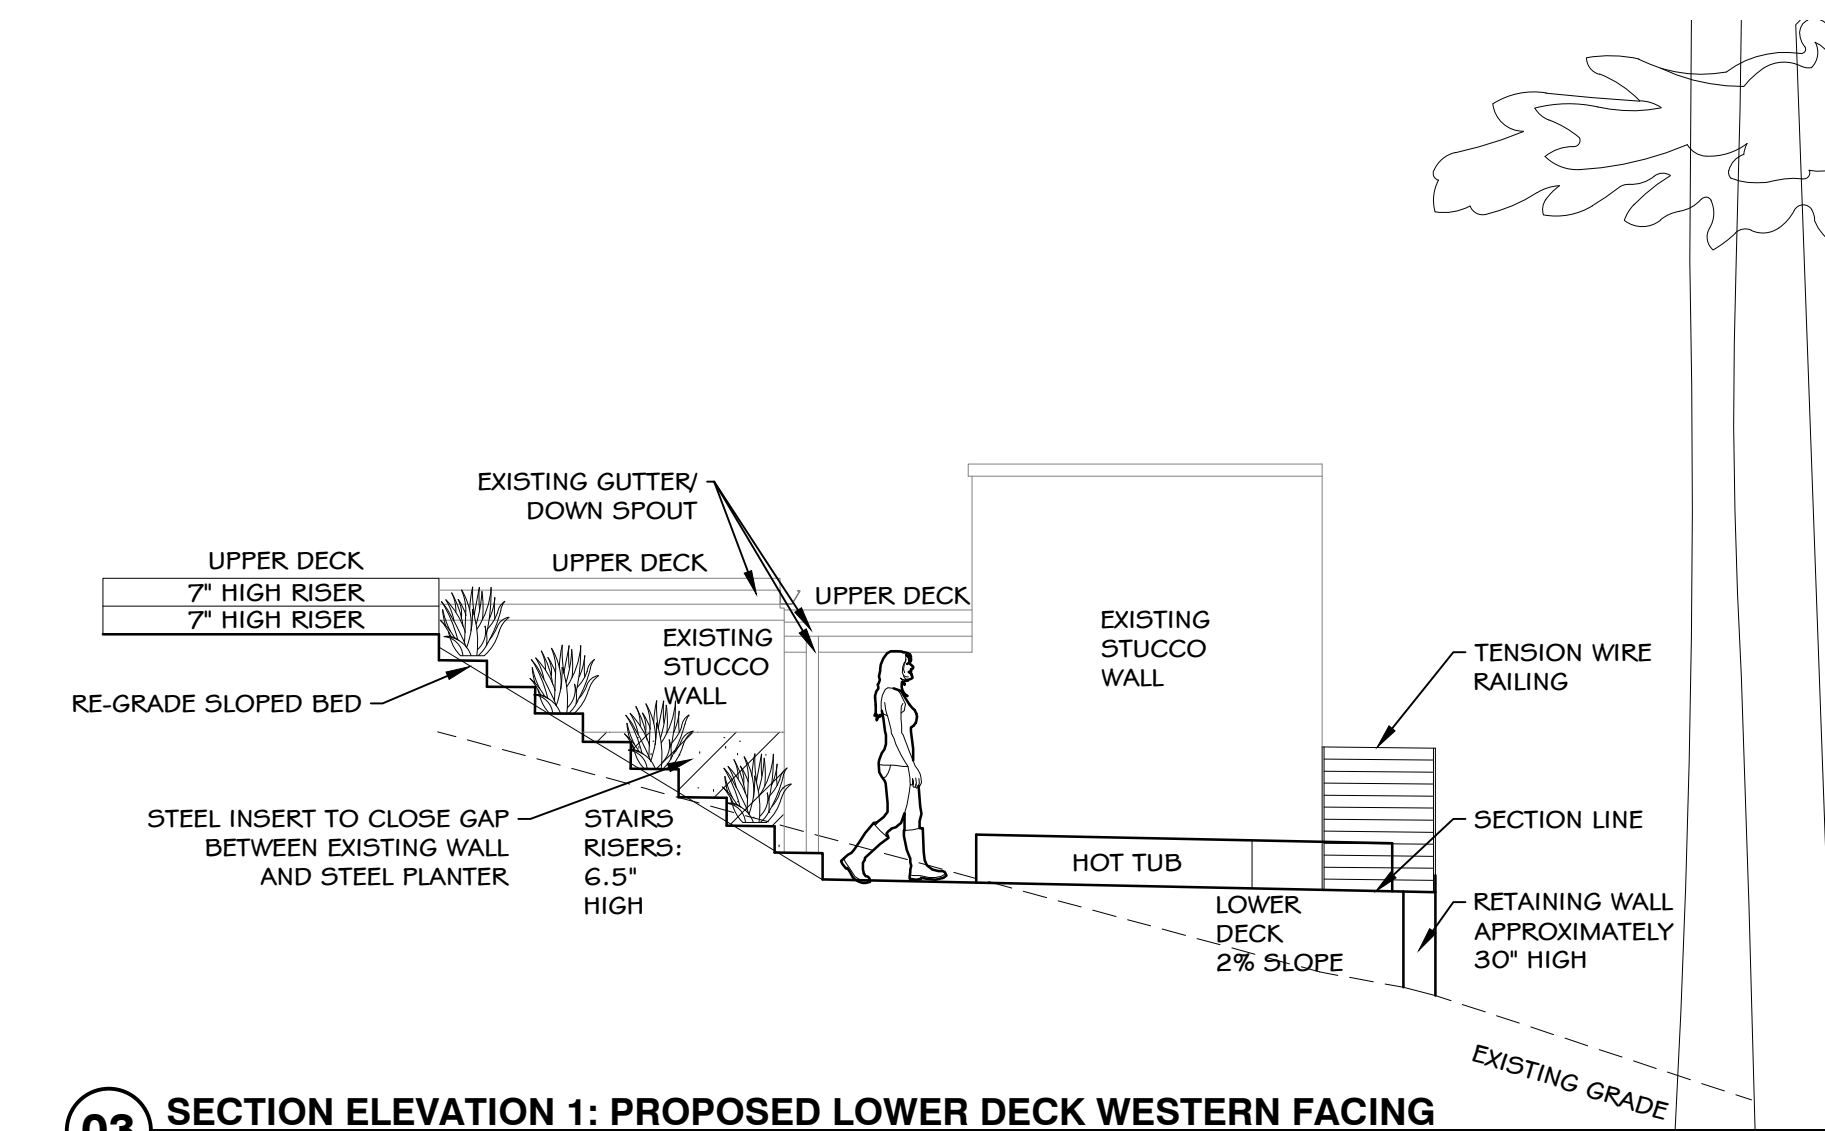 EXISTING GUTTER/
DOWN SPOUT
UPPER DECK
7" HIGH RISER
7" HIGH RISER
UPPER DECK
UPPER DECK
EXISTING
STUCCO
WALL
EXISTING
STUCCO
WALL
TENSION WIRE
RAILING
RE-GRADE SLOPED BED
STEEL INSERT TO CLOSE GAP
BETWEEN EXISTING WALL
AND STEEL PLANTER
STAIRS
RISERS:
6.5"
HIGH
HOT TUB
SECTION LINE
LOWER
DECK
2% SLOPE
RETAINING WALL
APPROXIMATELY
30" HIGH
EXISTING GRADE
03
SECTION ELEVATION 1: PROPOSED LOWER DECK WESTERN FACING